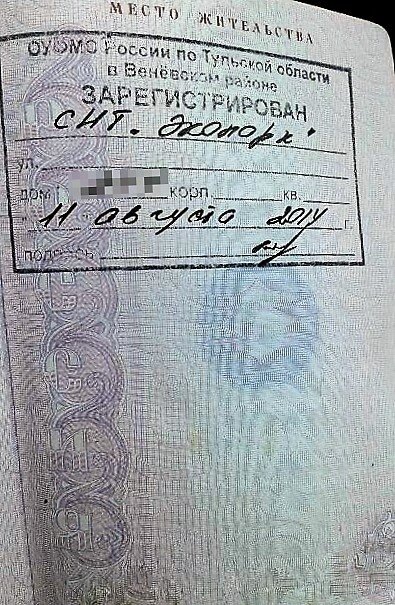 МЕСТО ЖИТЕЛЬСТВА
ОУФМС России по Тульской области
в Венёвском районе
ЗАРЕГИСТРИРОВАН
СНТ "Экопарк"
ул.
дом корп. кв.
"11" августа 2014 г.
подпись